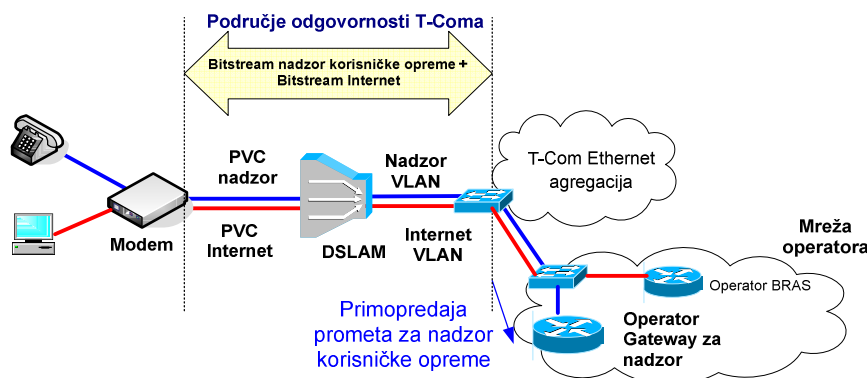 Područje odgovornosti T-Coma
Bitstream nadzor korisničke opreme +
Bitstream Internet
T-Com Ethernet
agregacija
PVC
nadzor
Nadzor
VLAN
Modem
PVC
Internet
DSLAM
Internet
VLAN
Mreža
operatora
Operator BRAS
Primopredaja
prometa za nadzor
korisničke opreme
Operator
Gateway za
nadzor